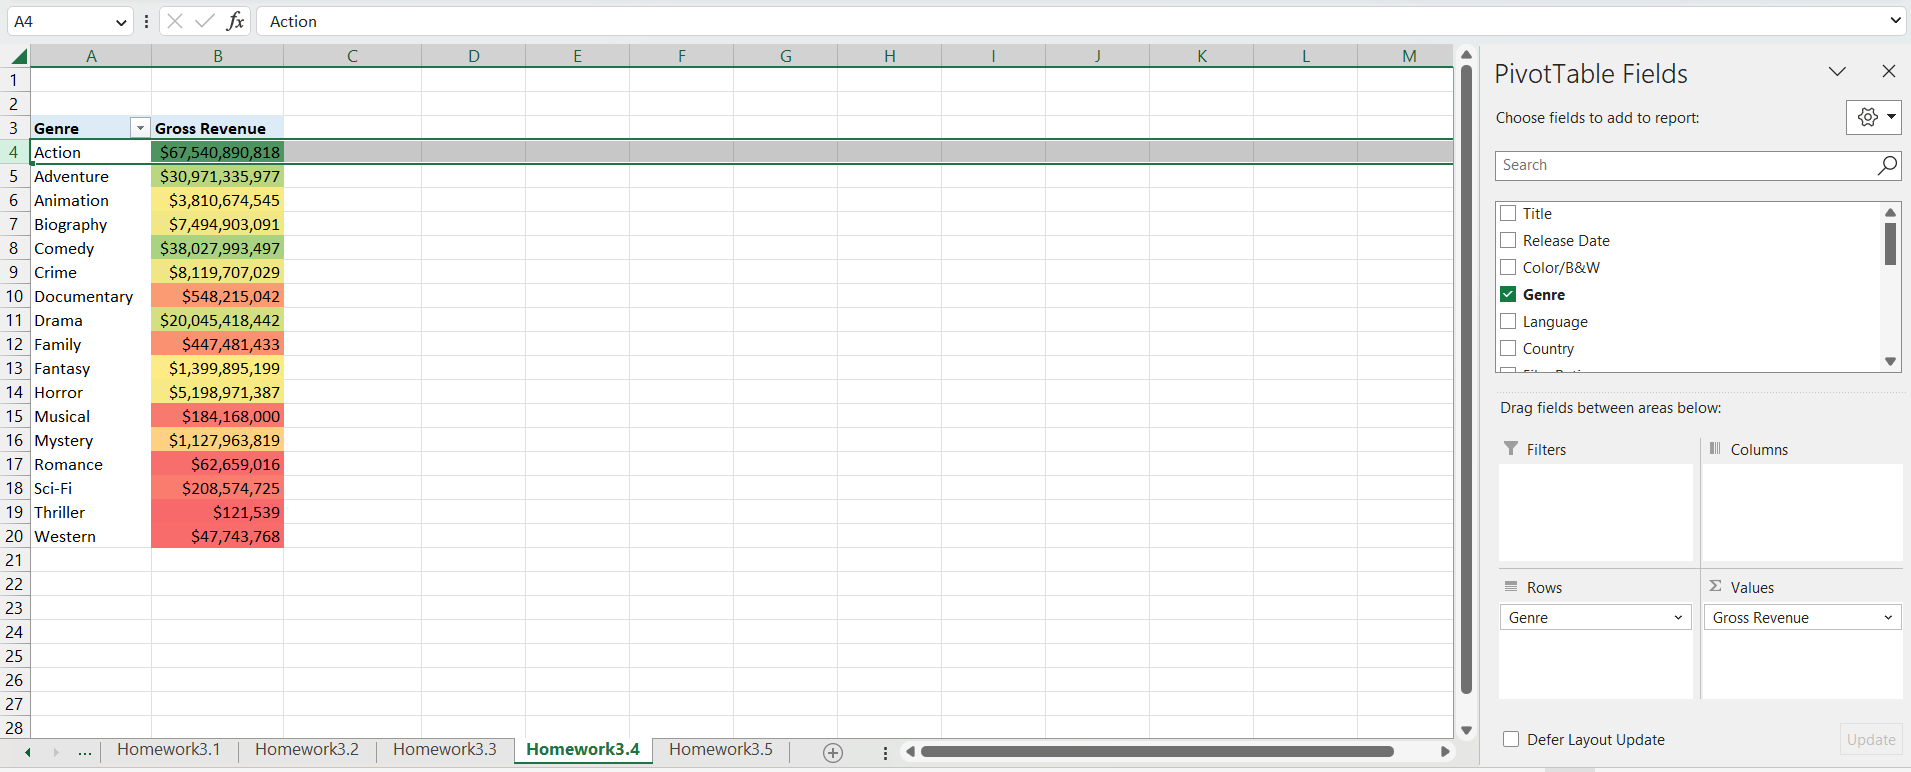 A4 fx Action
A B C D E F G H I J K L M
1
2
3 Genre Gross Revenue
4 Action $67,540,890,818
5 Adventure $30,971,335,977
6 Animation $3,810,674,545
7 Biography $7,494,903,091
8 Comedy $38,027,993,497
9 Crime $8,119,707,029
10 Documentary $548,215,042
11 Drama $20,045,418,442
12 Family $447,481,433
13 Fantasy $1,399,895,199
14 Horror $5,198,971,387
15 Musical $184,168,000
16 Mystery $1,127,963,819
17 Romance $62,659,016
18 Sci-Fi $208,574,725
19 Thriller $121,539
20 Western $47,743,768
21
22
23
24
25
26
27
28
... Homework3.1 Homework3.2 Homework3.3 Homework3.4 Homework3.5
PivotTable Fields
Choose fields to add to report:
Search
Title
Release Date
Color/B&W
Genre
Language
Country
Drag fields between areas below:
Filters Columns
Rows Σ Values
Genre Gross Revenue
Defer Layout Update Update